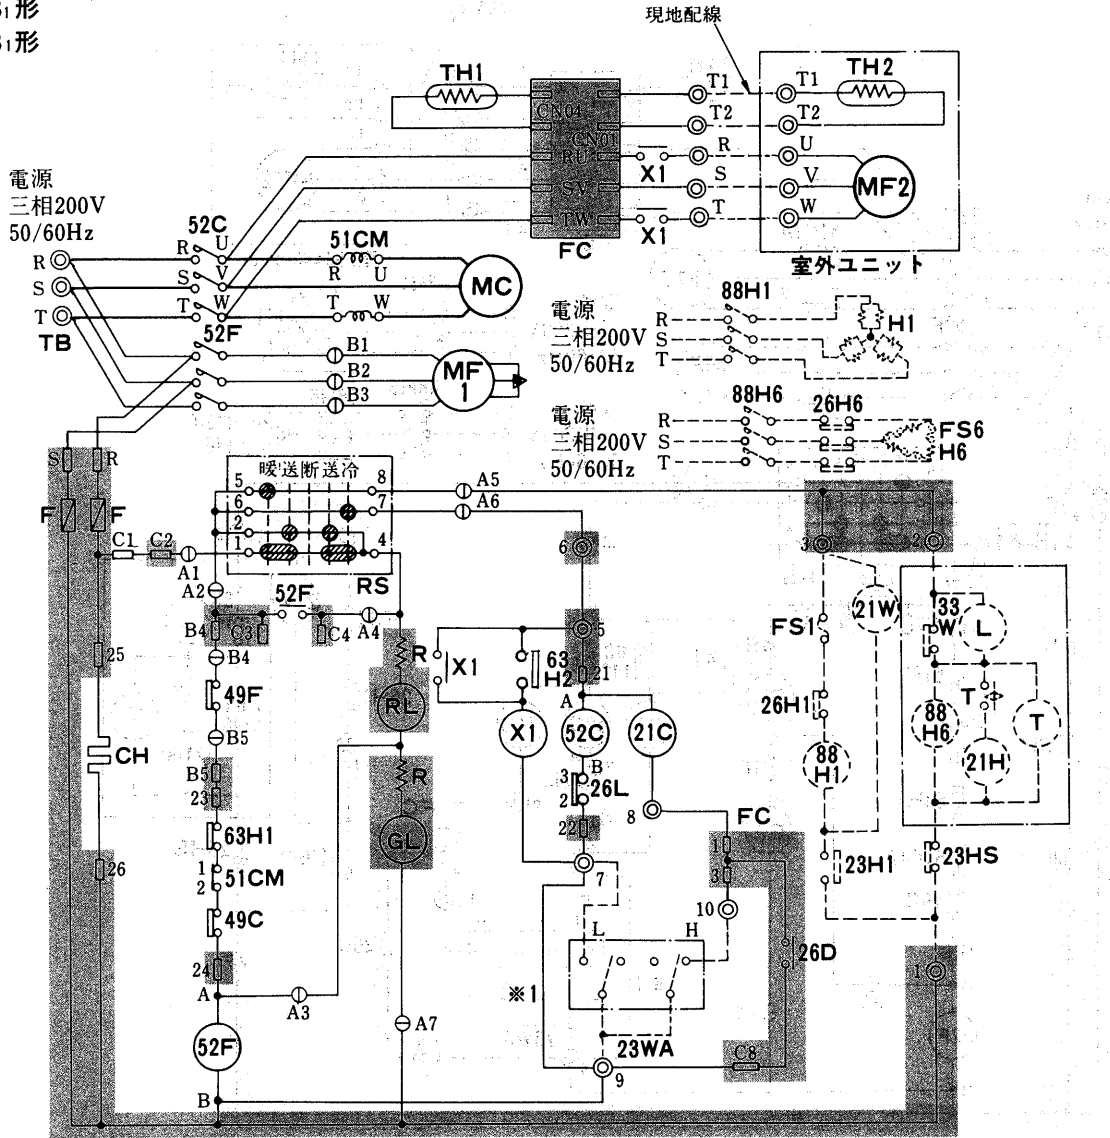 形
B₁形
現地配線
TH1
TH2
T1
T1
CN04
T2
T2
CN01
RU
R
U
X1
SV
S
V
MF2
TW
T
W
X1
FC
室外ユニット
電源
三相200V
50/60Hz
52C
R
R
U
51CM
R
U
S
S
V
MC
T
T
W
T
W
TB
52F
B1
B2
B3
MF
1
電源
三相200V
50/60Hz
R
S
T
88H1
H1
電源
三相200V
50/60Hz
R
S
T
88H6
26H6
FS6
H6
S
R
F
F
暖送断送冷
5
8
A5
6
7
A6
2
1
4
RS
C1
C2
A1
A2
52F
B4
C3
C4
A4
B4
49F
B5
B5
23
63H1
1
2
51CM
49C
24
A
A3
52F
B
25
CH
26
R
RL
R
GL
A7
6
5
21
X1
63
H2
A
X1
52C
21C
B
3
2
26L
22
8
7
FC
1
3
10
L
H
※1
23WA
9
C8
26D
3
2
FS1
21W
26H1
88
H1
23H1
33
W
L
T
88
H6
21H
T
23HS
1